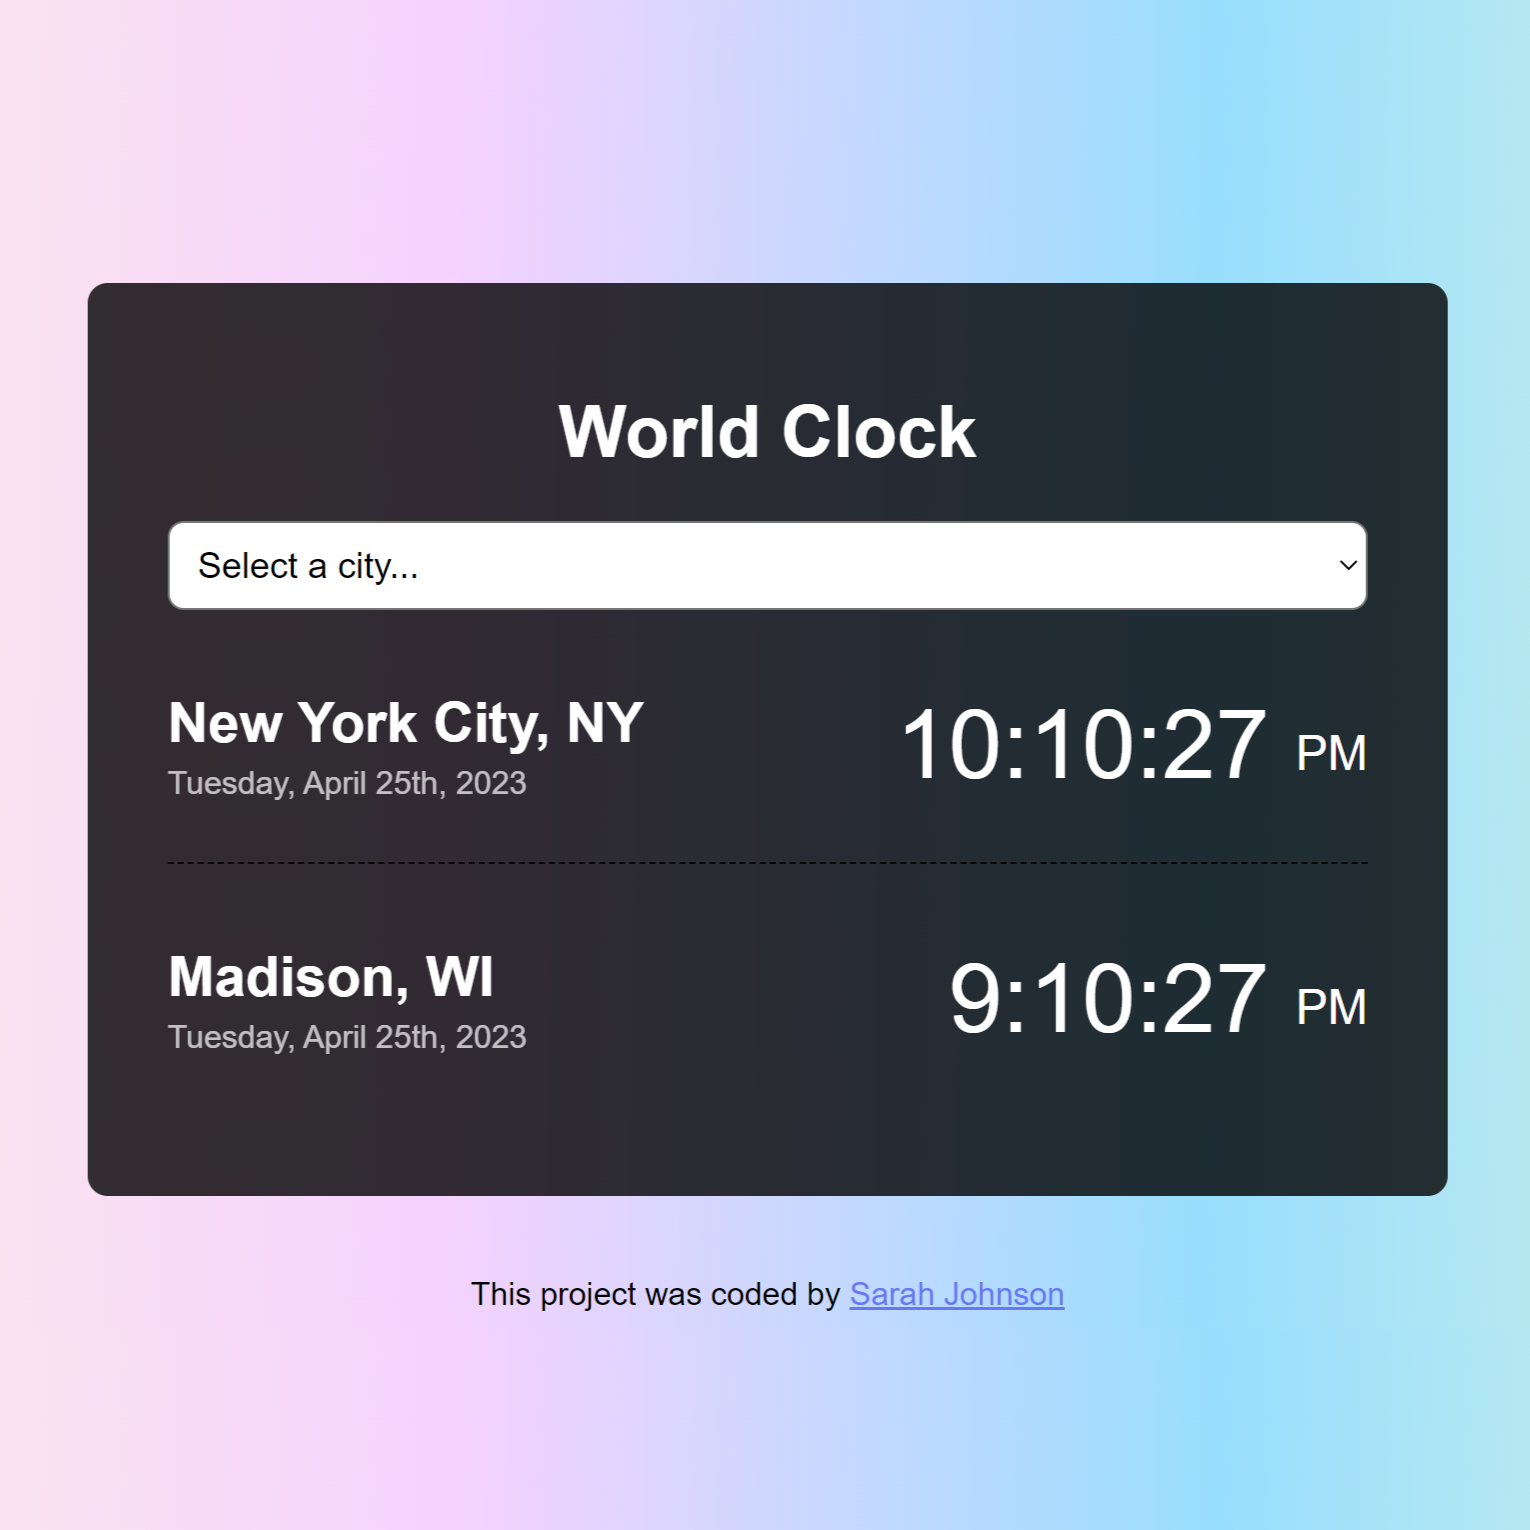 World Clock
Select a city...
New York City, NY
Tuesday, April 25th, 2023
10:10:27 PM
Madison, WI
Tuesday, April 25th, 2023
9:10:27 PM
This project was coded by Sarah Johnson